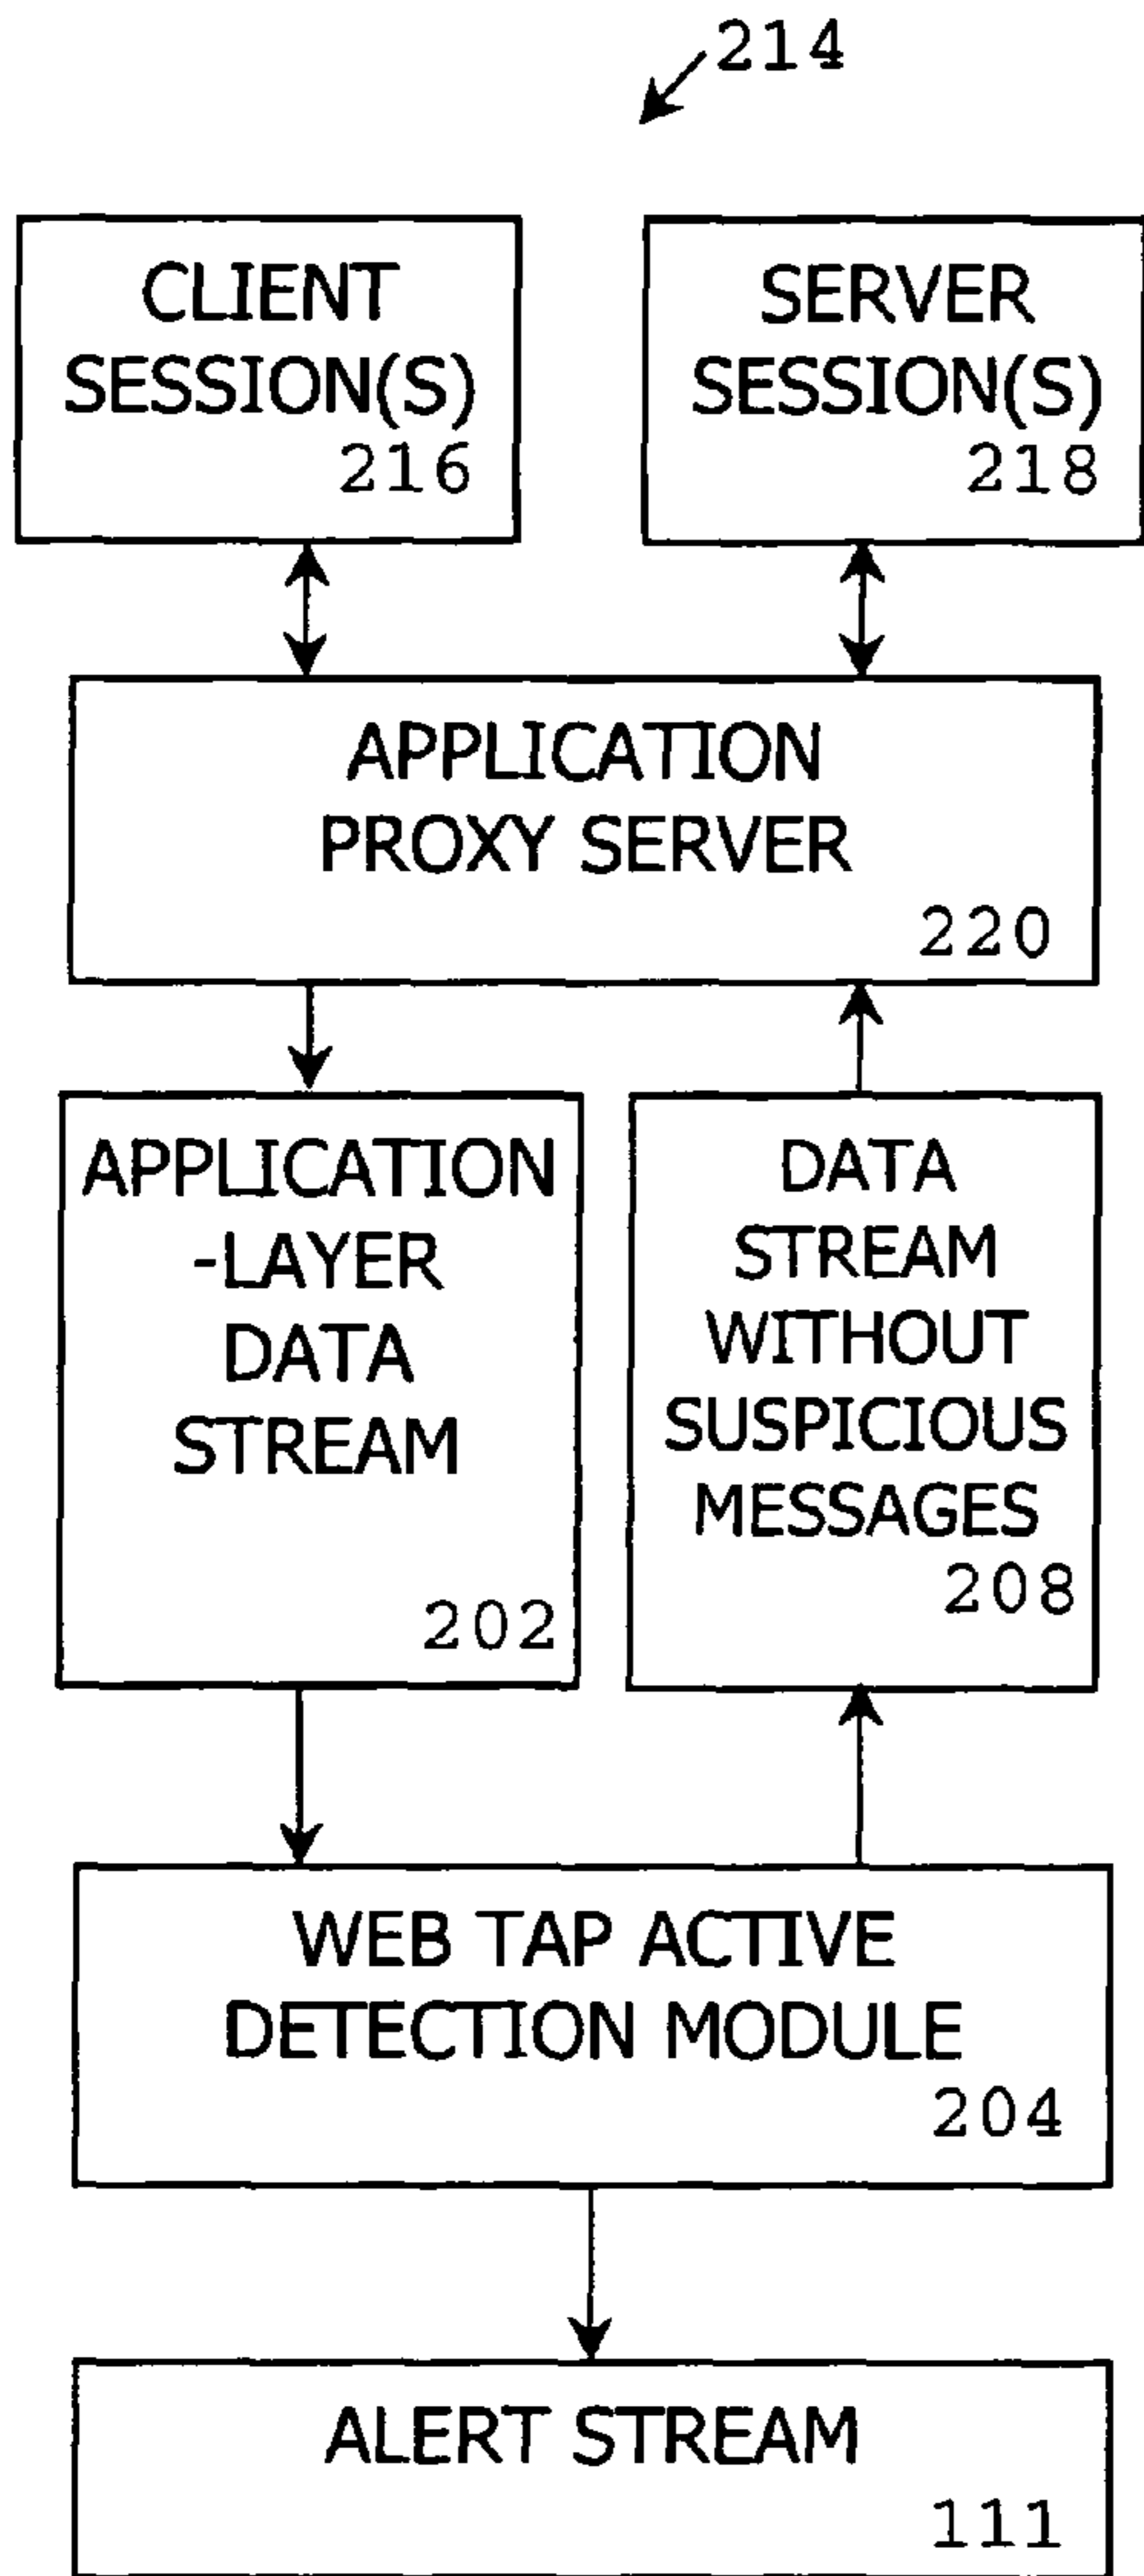 214
CLIENT
SESSION(S)
216
SERVER
SESSION(S)
218
APPLICATION
PROXY SERVER
220
APPLICATION
-LAYER
DATA
STREAM
202
DATA
STREAM
WITHOUT
SUSPICIOUS
MESSAGES
208
WEB TAP ACTIVE
DETECTION MODULE
204
ALERT STREAM
111